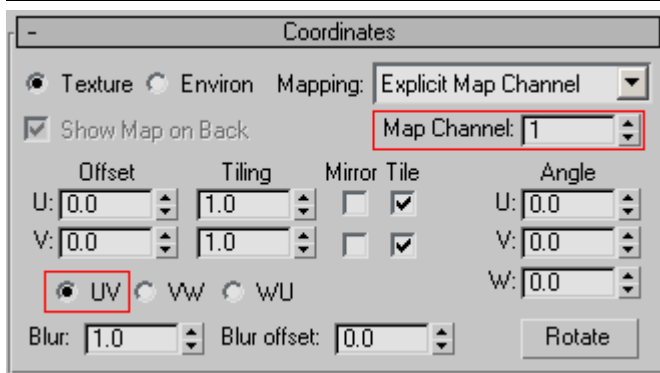 - Coordinates
Texture Environ Mapping: Explicit Map Channel
Show Map on Back Map Channel: 1
Offset Tiling Mirror Tile Angle
U: 0.0 1.0 U: 0.0
V: 0.0 1.0 V: 0.0
UV VW WU W: 0.0
Blur: 1.0 Blur offset: 0.0 Rotate